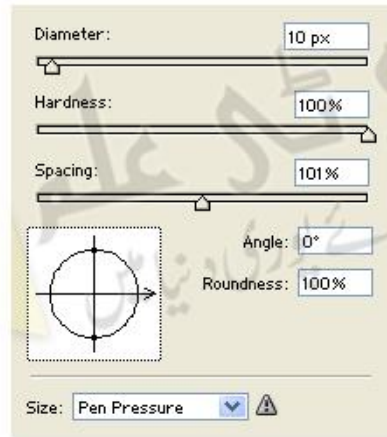 Diameter: 10 px
Hardness: 100%
Spacing: 101%
Angle: 0°
Roundness: 100%
Size: Pen Pressure